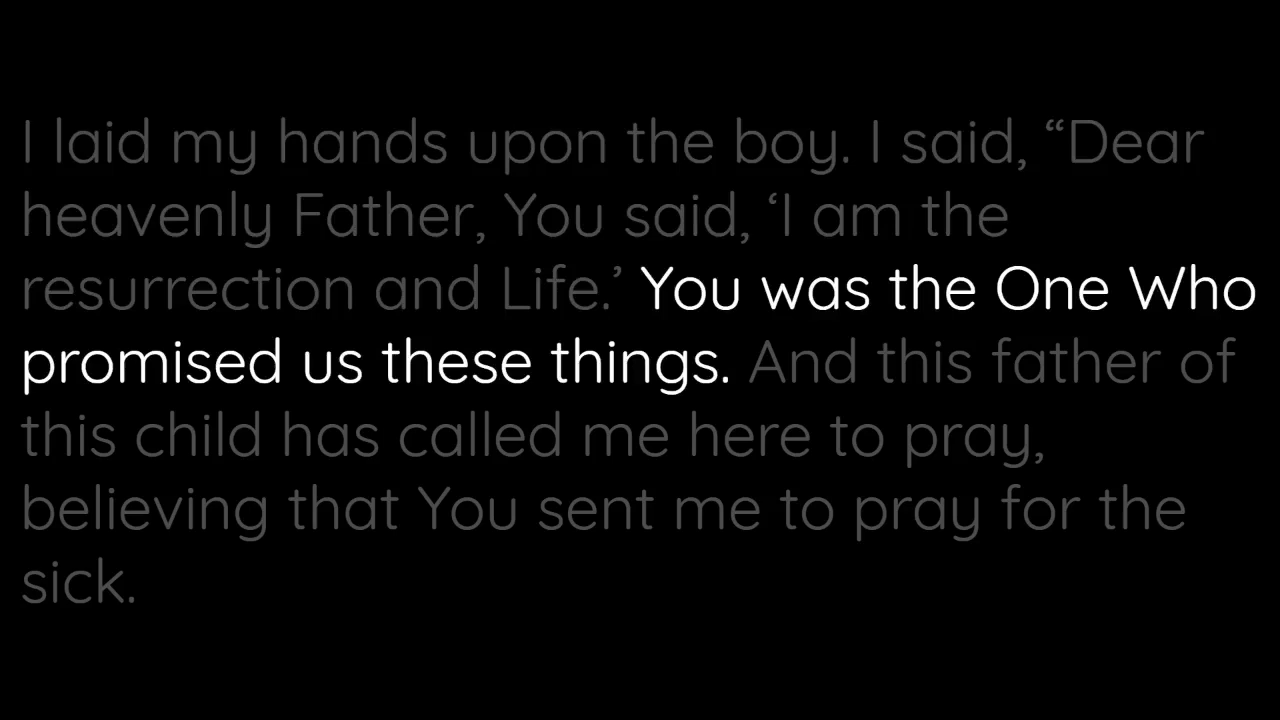 I laid my hands upon the boy. I said, “Dear
heavenly Father, You said, ‘I am the
resurrection and Life.’ You was the One Who
promised us these things. And this father of
this child has called me here to pray,
believing that You sent me to pray for the
sick.